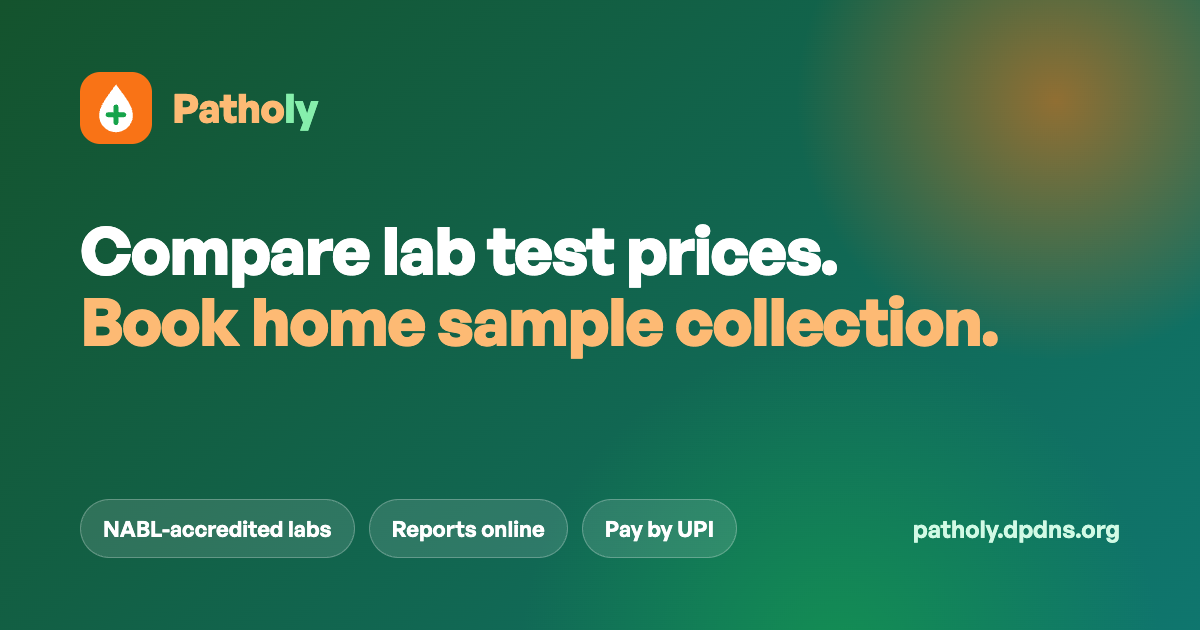 Patholy
Compare lab test prices.
Book home sample collection.
NABL-accredited labs
Reports online
Pay by UPI
patholy.dpdns.org